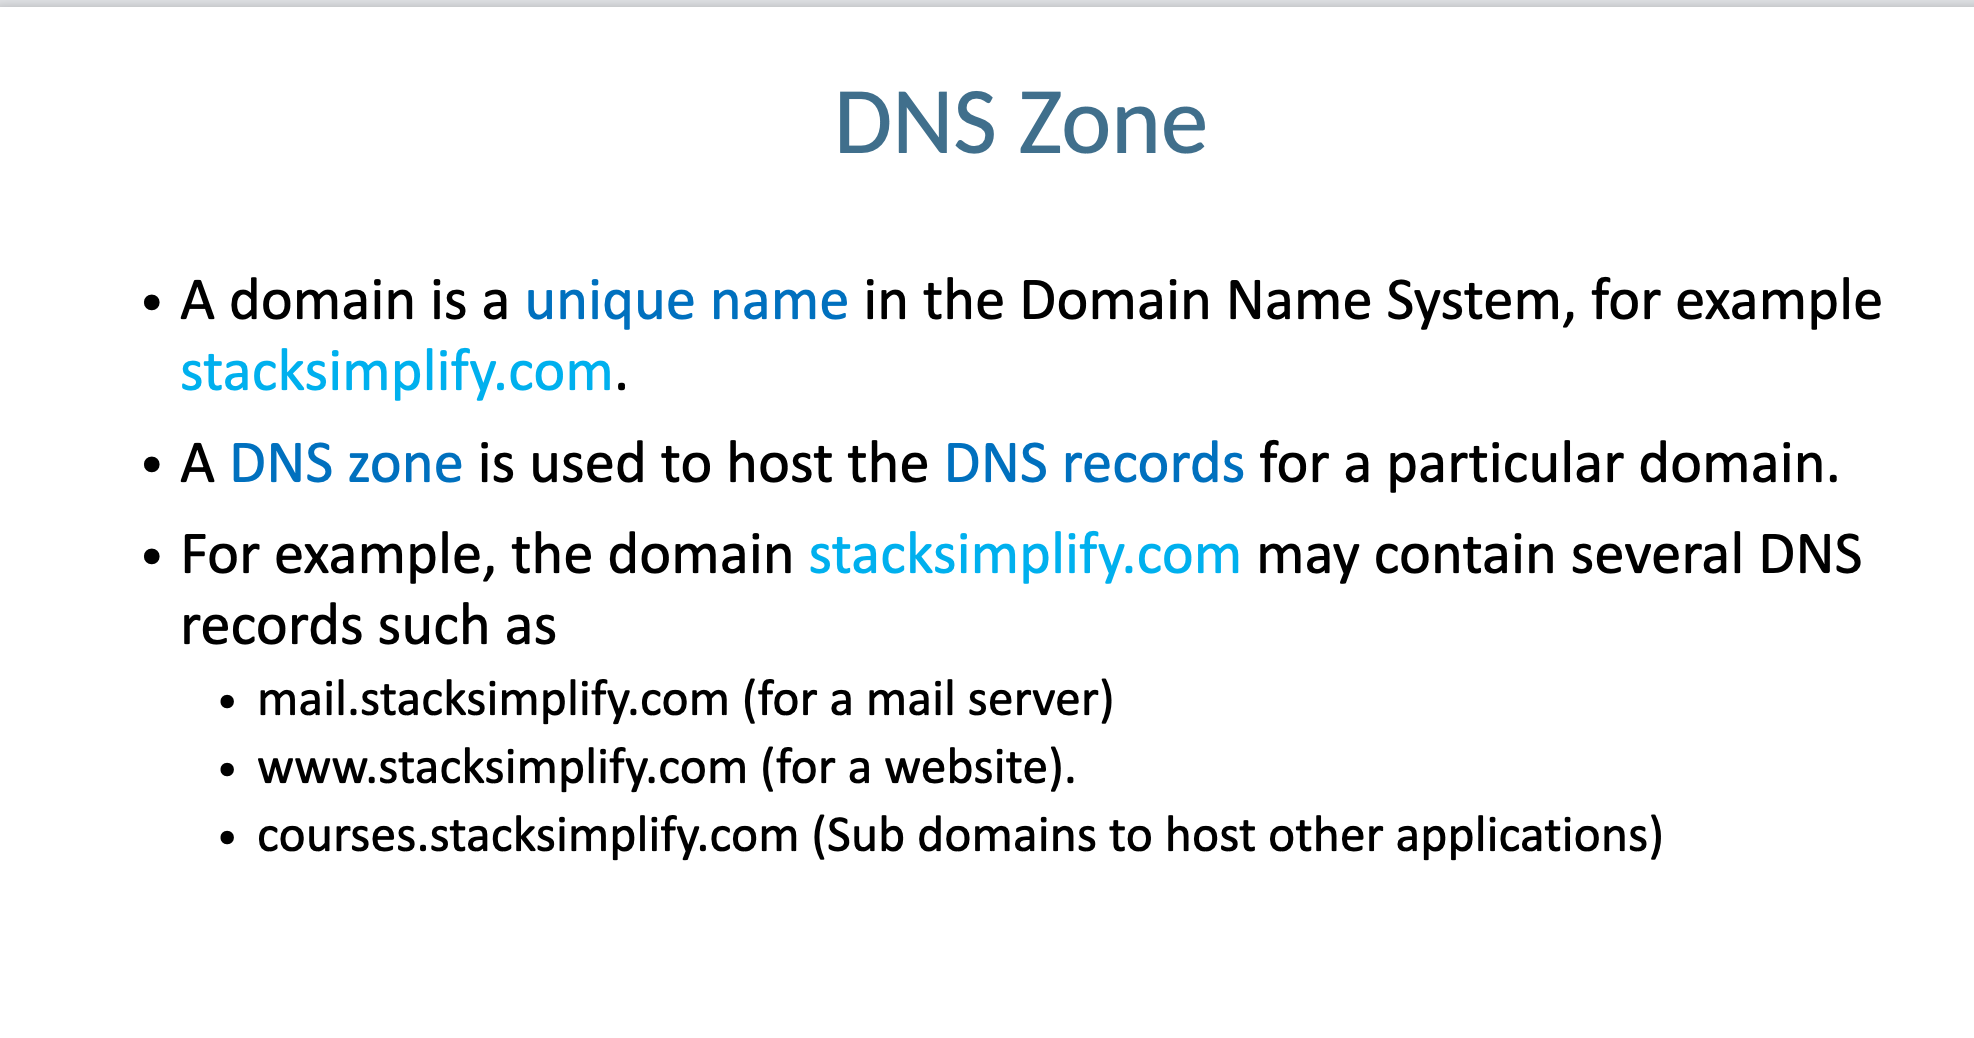 DNS Zone
• A domain is a unique name in the Domain Name System, for example
stacksimplify.com.
• A DNS zone is used to host the DNS records for a particular domain.
• For example, the domain stacksimplify.com may contain several DNS
records such as
• mail.stacksimplify.com (for a mail server)
• www.stacksimplify.com (for a website).
• courses.stacksimplify.com (Sub domains to host other applications)